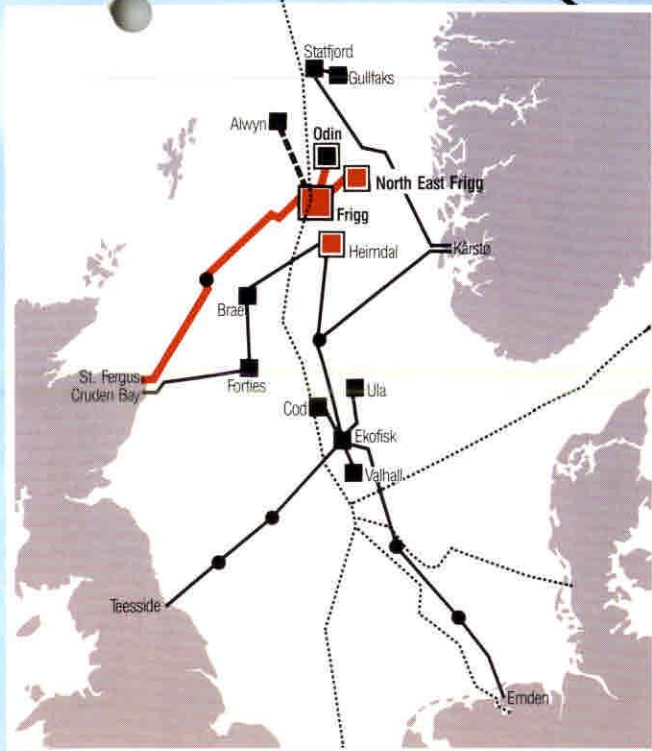 Statfjord
Gullfaks
Alwyn
Odin
North East Frigg
Frigg
Kårstø
Heimdal
Brae
St. Fergus
Cruden Bay
Forties
Ula
Cod
Ekofisk
Valhall
Teesside
Emden